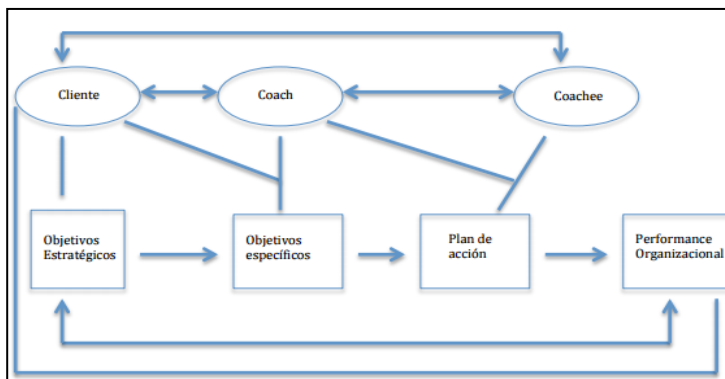 Cliente
Coach
Coachee
Objetivos
Estratégicos
Objetivos
específicos
Plan de
acción
Performance
Organizacional